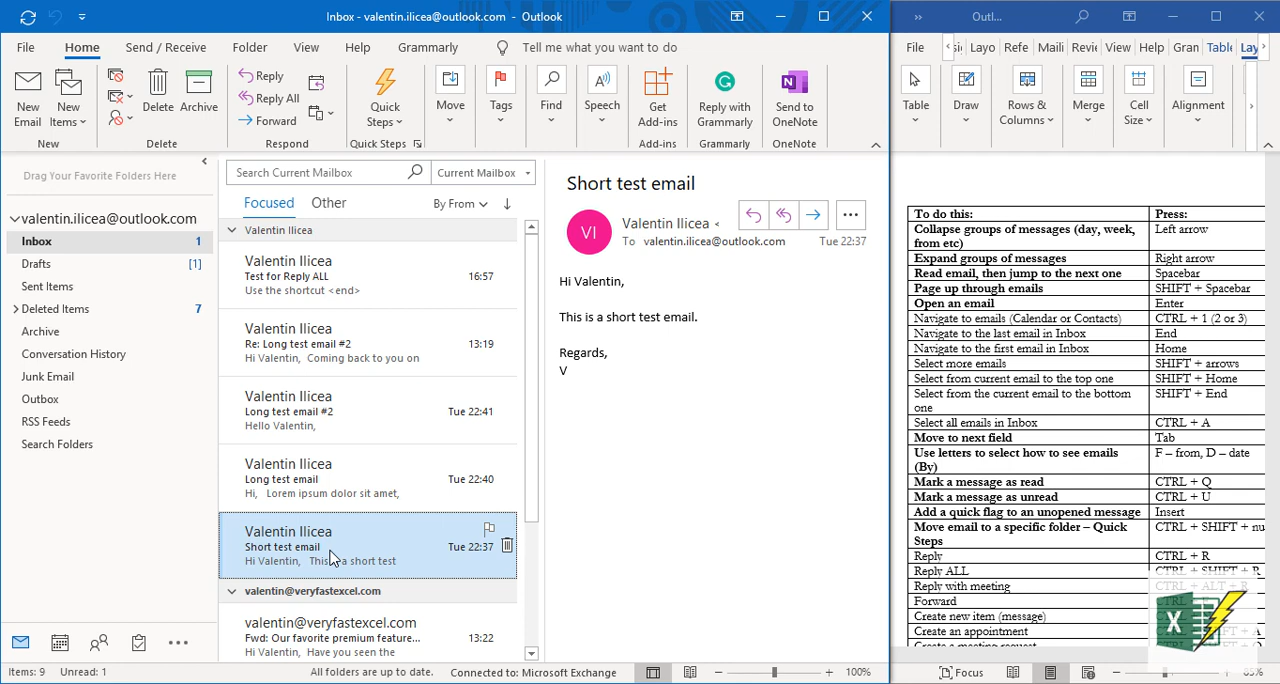 Inbox - valentin.ilicea@outlook.com - Outlook
File Home Send / Receive Folder View Help Grammarly Tell me what you want to do
New Email
New Items
Delete
Archive
Reply
Reply All
Forward
Quick Steps
Move
Tags
Find
Speech
Get Add-ins
Reply with Grammarly
Send to OneNote
New Delete Respond Quick Steps Add-ins Grammarly OneNote
Drag Your Favorite Folders Here
valentin.ilicea@outlook.com
Inbox 1
Drafts [1]
Sent Items
Deleted Items 7
Archive
Conversation History
Junk Email
Outbox
RSS Feeds
Search Folders
Search Current Mailbox Current Mailbox
Focused Other By From
Valentin Ilicea
Valentin Ilicea
Test for Reply ALL 16:57
Use the shortcut <end>
Valentin Ilicea
Re: Long test email #2 13:19
Hi Valentin, Coming back to you on
Valentin Ilicea
Long test email #2 Tue 22:41
Hello Valentin,
Valentin Ilicea
Long test email Tue 22:40
Hi, Lorem ipsum dolor sit amet,
Valentin Ilicea
Short test email Tue 22:37
Hi Valentin, This is a short test
valentin@veryfastexcel.com
valentin@veryfastexcel.com
Fwd: Our favorite premium feature... 13:22
Hi Valentin, Have you seen the
Short test email
VI
Valentin Ilicea <
To valentin.ilicea@outlook.com Tue 22:37
Hi Valentin,
This is a short test email.
Regards,
V
Items: 9 Unread: 1 All folders are up to date. Connected to: Microsoft Exchange 100%
Outl...
File Layo Refe Maili Revie View Help Gran Table Lay
Table
Draw
Rows & Columns
Merge
Cell Size
Alignment
To do this: Press:
Collapse groups of messages (day, week, Left arrow
from etc)
Expand groups of messages Right arrow
Read email, then jump to the next one Spacebar
Page up through emails SHIFT + Spacebar
Open an email Enter
Navigate to emails (Calendar or Contacts) CTRL + 1 (2 or 3)
Navigate to the last email in Inbox End
Navigate to the first email in Inbox Home
Select more emails SHIFT + arrows
Select from current email to the top one SHIFT + Home
Select from the current email to the bottom SHIFT + End
one
Select all emails in Inbox CTRL + A
Move to next field Tab
Use letters to select how to see emails F – from, D – date
(By)
Mark a message as read CTRL + Q
Mark a message as unread CTRL + U
Add a quick flag to an unopened message Insert
Move email to a specific folder – Quick CTRL + SHIFT + nu
Steps
Reply CTRL + R
Reply ALL CTRL + SHIFT + R
Reply with meeting CTRL + ALT + R
Forward
Create new item (message)
Create an appointment
Create a meeting request
X
Focus